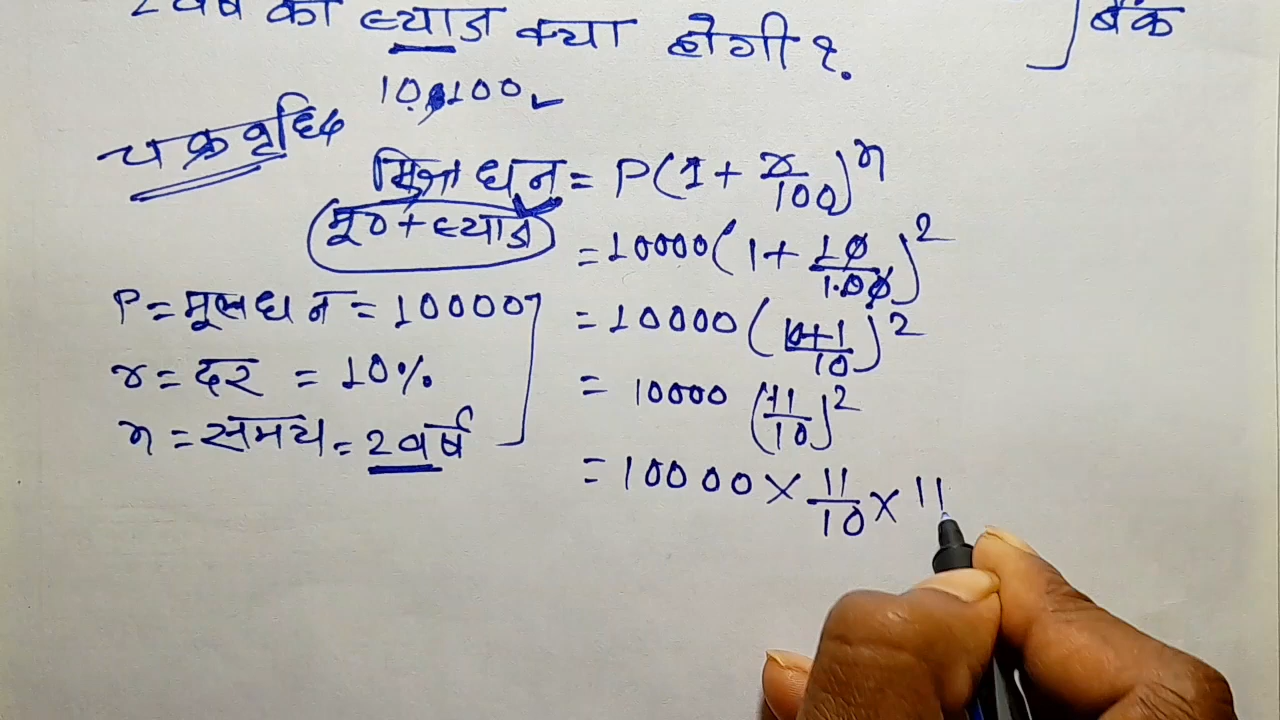 2 वर्ष का ब्याज क्या होगी ?.
] बैंक
10,100
चक्रवृद्धि
मिश्रधन = P(1 + r/100)^n
(मू० + ब्याज)
= 10000(1 + 10/100)^2
P = मूलधन = 10000
= 10000(10+1/10)^2
r = दर = 10%
= 10000(11/10)^2
n = समय = 2 वर्ष
= 10000 × 11/10 × 11